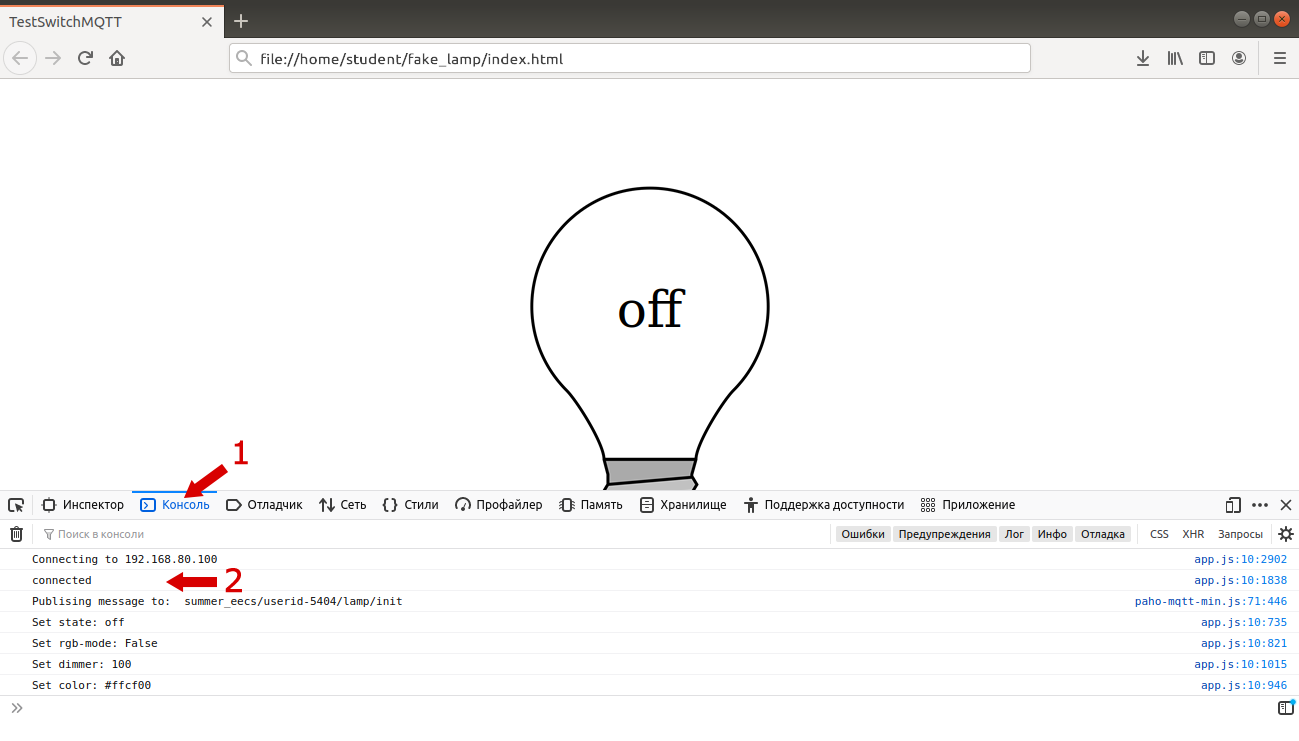 TestSwitchMQTT
file://home/student/fake_lamp/index.html
off
1
Инспектор Консоль Отладчик Сеть Стили Профайлер Память Хранилище Поддержка доступности Приложение
Поиск в консоли Ошибки Предупреждения Лог Инфо Отладка CSS XHR Запросы
Connecting to 192.168.80.100 app.js:10:2902
connected 2 app.js:10:1838
Publising message to: summer_eecs/userid-5404/lamp/init paho-mqtt-min.js:71:446
Set state: off app.js:10:735
Set rgb-mode: False app.js:10:821
Set dimmer: 100 app.js:10:1015
Set color: #ffcf00 app.js:10:946